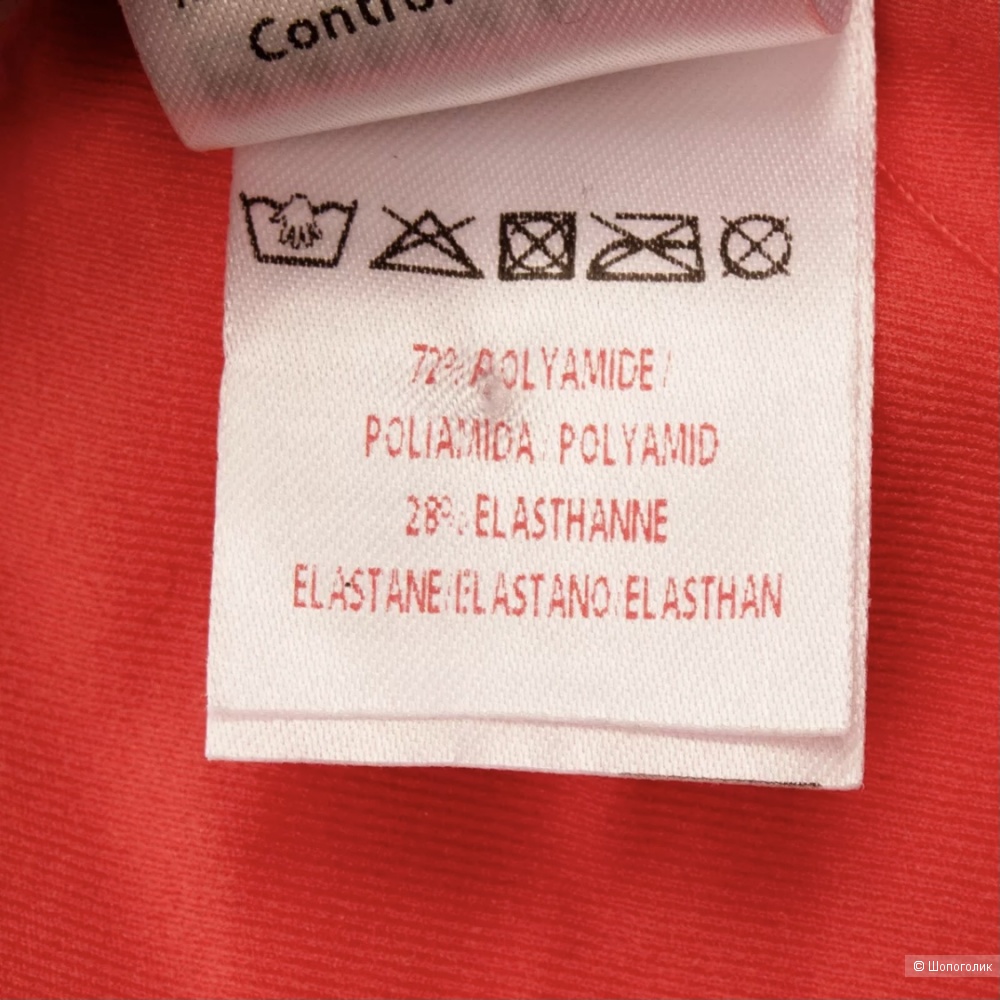 Contro
72% POLYAMIDE /
POLIAMIDA / POLYAMID
28% ELASTHANNE
ELASTANE/ELASTANO/ELASTHAN
© Шопоголик